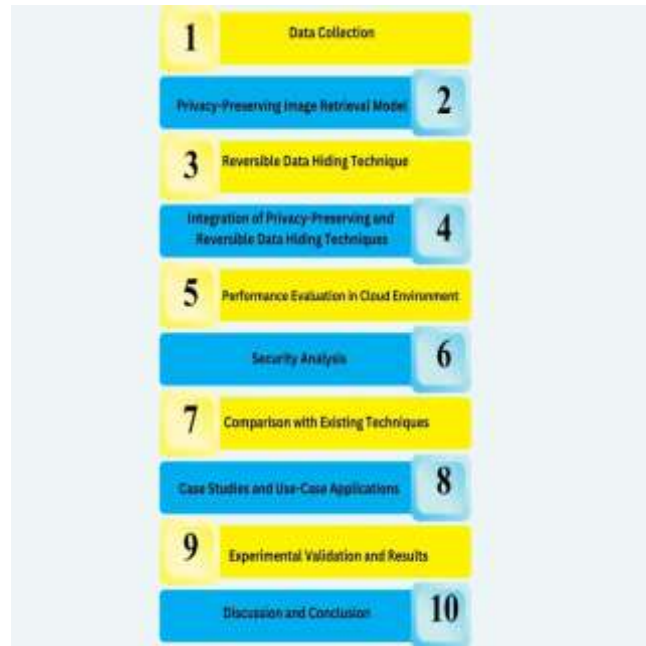 1
Data Collection
Privacy-Preserving Image Retrieval Model
2
3
Reversible Data Hiding Technique
Integration of Privacy-Preserving and
Reversible Data Hiding Techniques
4
5
Performance Evaluation in Cloud Environment
Security Analysis
6
7
Comparison with Existing Techniques
Case Studies and Use-Case Applications
8
9
Experimental Validation and Results
Discussion and Conclusion
10